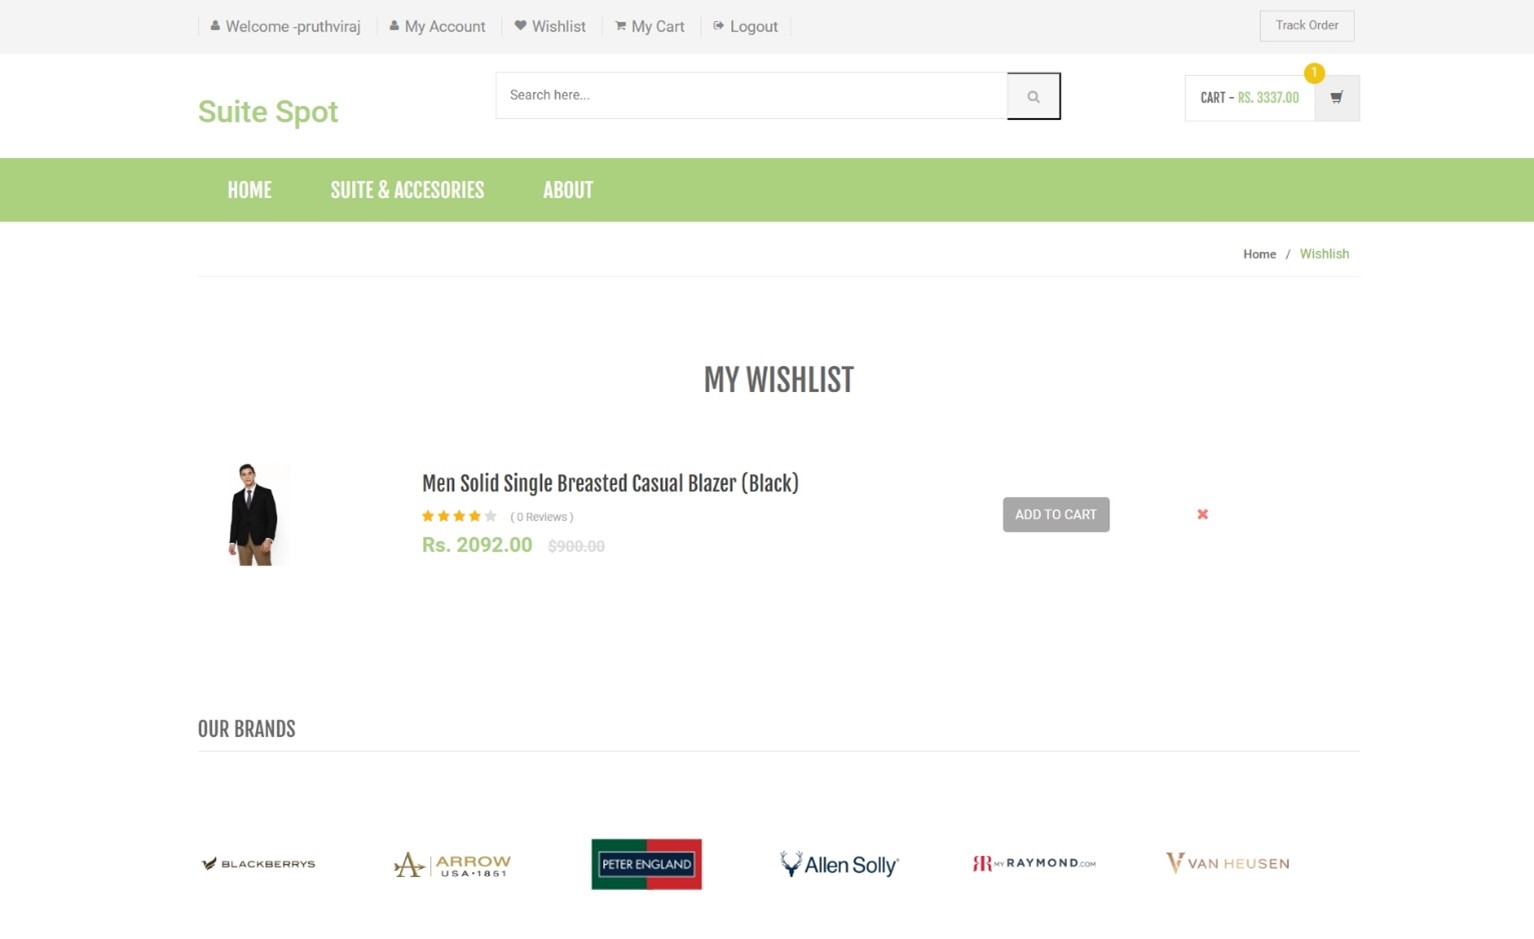 Welcome -pruthviraj My Account Wishlist My Cart Logout Track Order
Suite Spot
Search here...
1
CART - RS. 3337.00
HOME SUITE & ACCESORIES ABOUT
Home / Wishlist
MY WISHLIST
Men Solid Single Breasted Casual Blazer (Black)
( 0 Reviews )
Rs. 2092.00 $900.00
ADD TO CART
OUR BRANDS
BLACKBERRYS
ARROW
USA•1851
PETER ENGLAND
Allen Solly
MY RAYMOND.COM
VAN HEUSEN